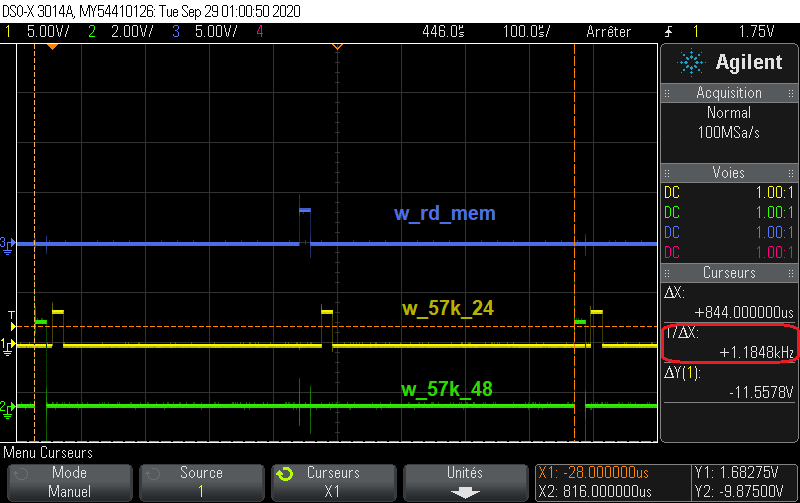 DSO-X 3014A, MY54410126: Tue Sep 29 01:00:50 2020
1 5.00V/ 2 2.00V/ 3 5.00V/ 4 446.0s 100.0s/ Arrêter 1 1.75V
Agilent
Acquisition
Normal
100MSa/s
Voies
DC 1.00:1
DC 1.00:1
DC 1.00:1
DC 1.00:1
Curseurs
ΔX:
+844.000000us
1/ΔX:
+1.1848kHz
ΔY(1):
-11.5578V
w_rd_mem
3
w_57k_24
T
1
w_57k_48
2
Menu Curseurs
Mode
Manuel
Source
1
Curseurs
X1
Unités
X1: -28.000000us
X2: 816.000000us
Y1: 1.68275V
Y2: -9.87500V